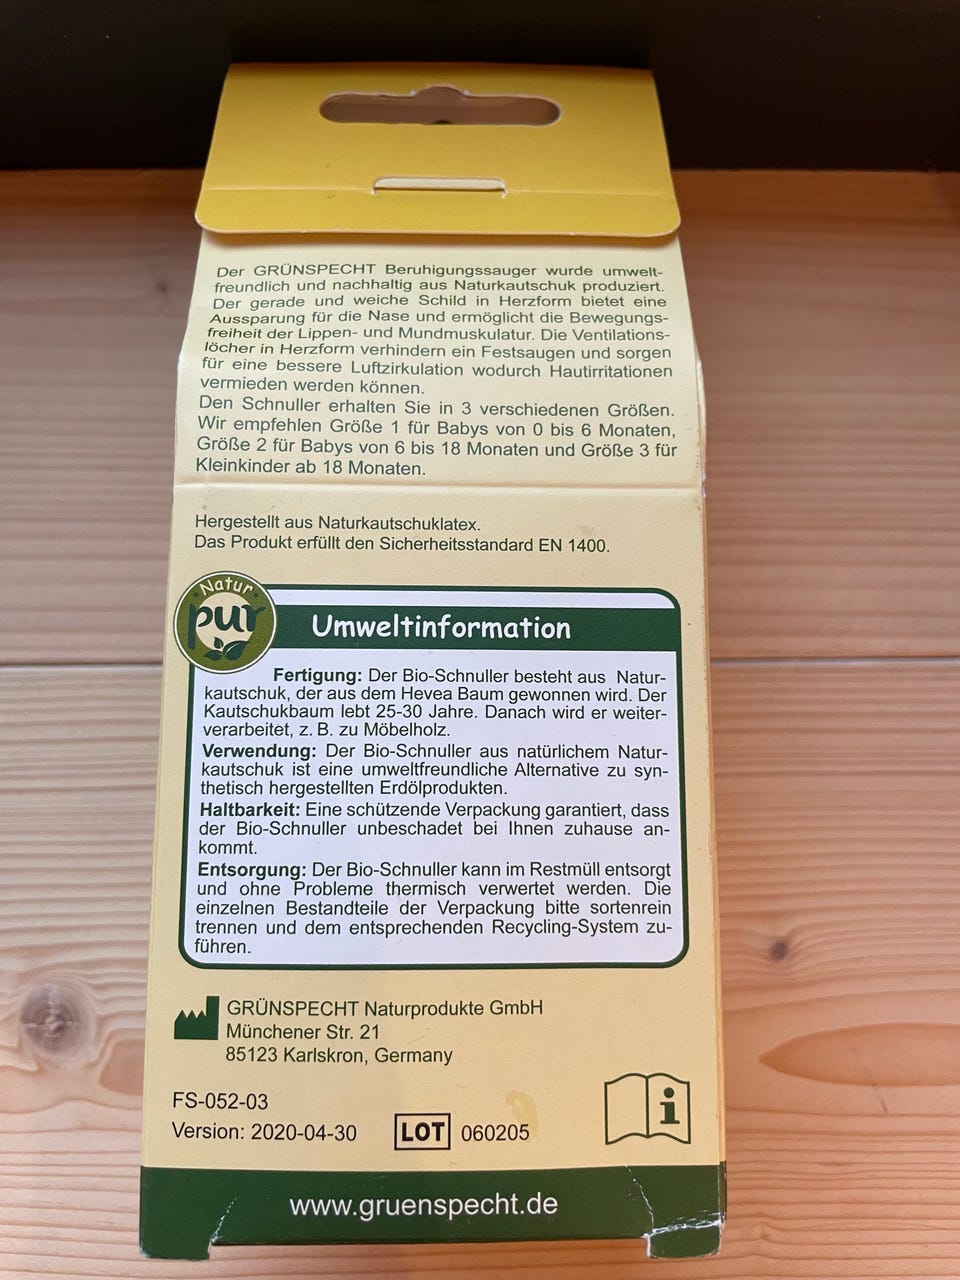 Der GRÜNSPECHT Beruhigungssauger wurde umwelt-
freundlich und nachhaltig aus Naturkautschuk produziert.
Der gerade und weiche Schild in Herzform bietet eine
Aussparung für die Nase und ermöglicht die Bewegungs-
freiheit der Lippen- und Mundmuskulatur. Die Ventilations-
löcher in Herzform verhindern ein Festsaugen und sorgen
für eine bessere Luftzirkulation wodurch Hautirritationen
vermieden werden können.
Den Schnuller erhalten Sie in 3 verschiedenen Größen.
Wir empfehlen Größe 1 für Babys von 0 bis 6 Monaten,
Größe 2 für Babys von 6 bis 18 Monaten und Größe 3 für
Kleinkinder ab 18 Monaten.
Hergestellt aus Naturkautschuklatex.
Das Produkt erfüllt den Sicherheitsstandard EN 1400.
Natur
pur
Umweltinformation
Fertigung: Der Bio-Schnuller besteht aus Natur-
kautschuk, der aus dem Hevea Baum gewonnen wird. Der
Kautschukbaum lebt 25-30 Jahre. Danach wird er weiter-
verarbeitet, z. B. zu Möbelholz.
Verwendung: Der Bio-Schnuller aus natürlichem Natur-
kautschuk ist eine umweltfreundliche Alternative zu syn-
thetisch hergestellten Erdölprodukten.
Haltbarkeit: Eine schützende Verpackung garantiert, dass
der Bio-Schnuller unbeschadet bei Ihnen zuhause an-
kommt.
Entsorgung: Der Bio-Schnuller kann im Restmüll entsorgt
und ohne Probleme thermisch verwertet werden. Die
einzelnen Bestandteile der Verpackung bitte sortenrein
trennen und dem entsprechenden Recycling-System zu-
führen.
GRÜNSPECHT Naturprodukte GmbH
Münchener Str. 21
85123 Karlskron, Germany
FS-052-03
Version: 2020-04-30 LOT 060205
i
www.gruenspecht.de